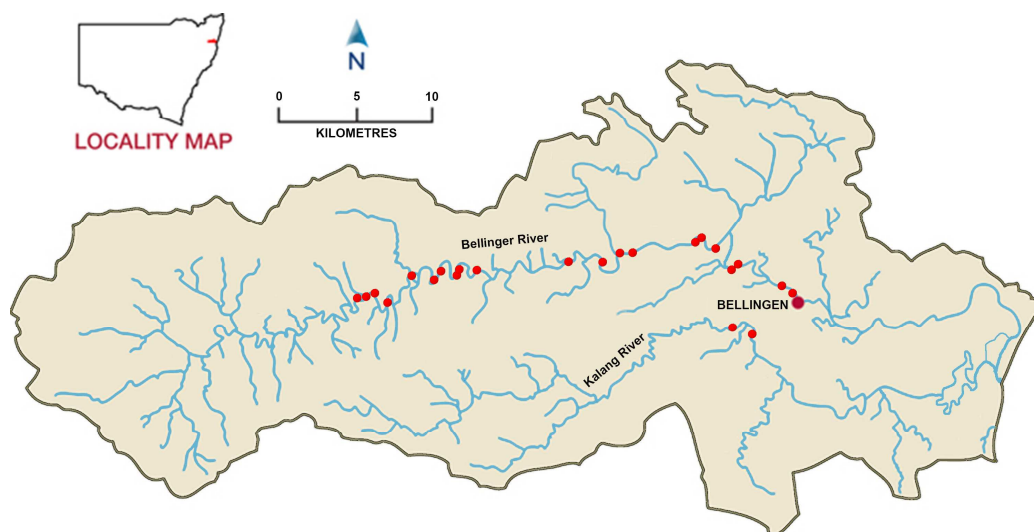 N
0 5 10
KILOMETRES
LOCALITY MAP
Bellinger River
BELLINGEN
Kalang River